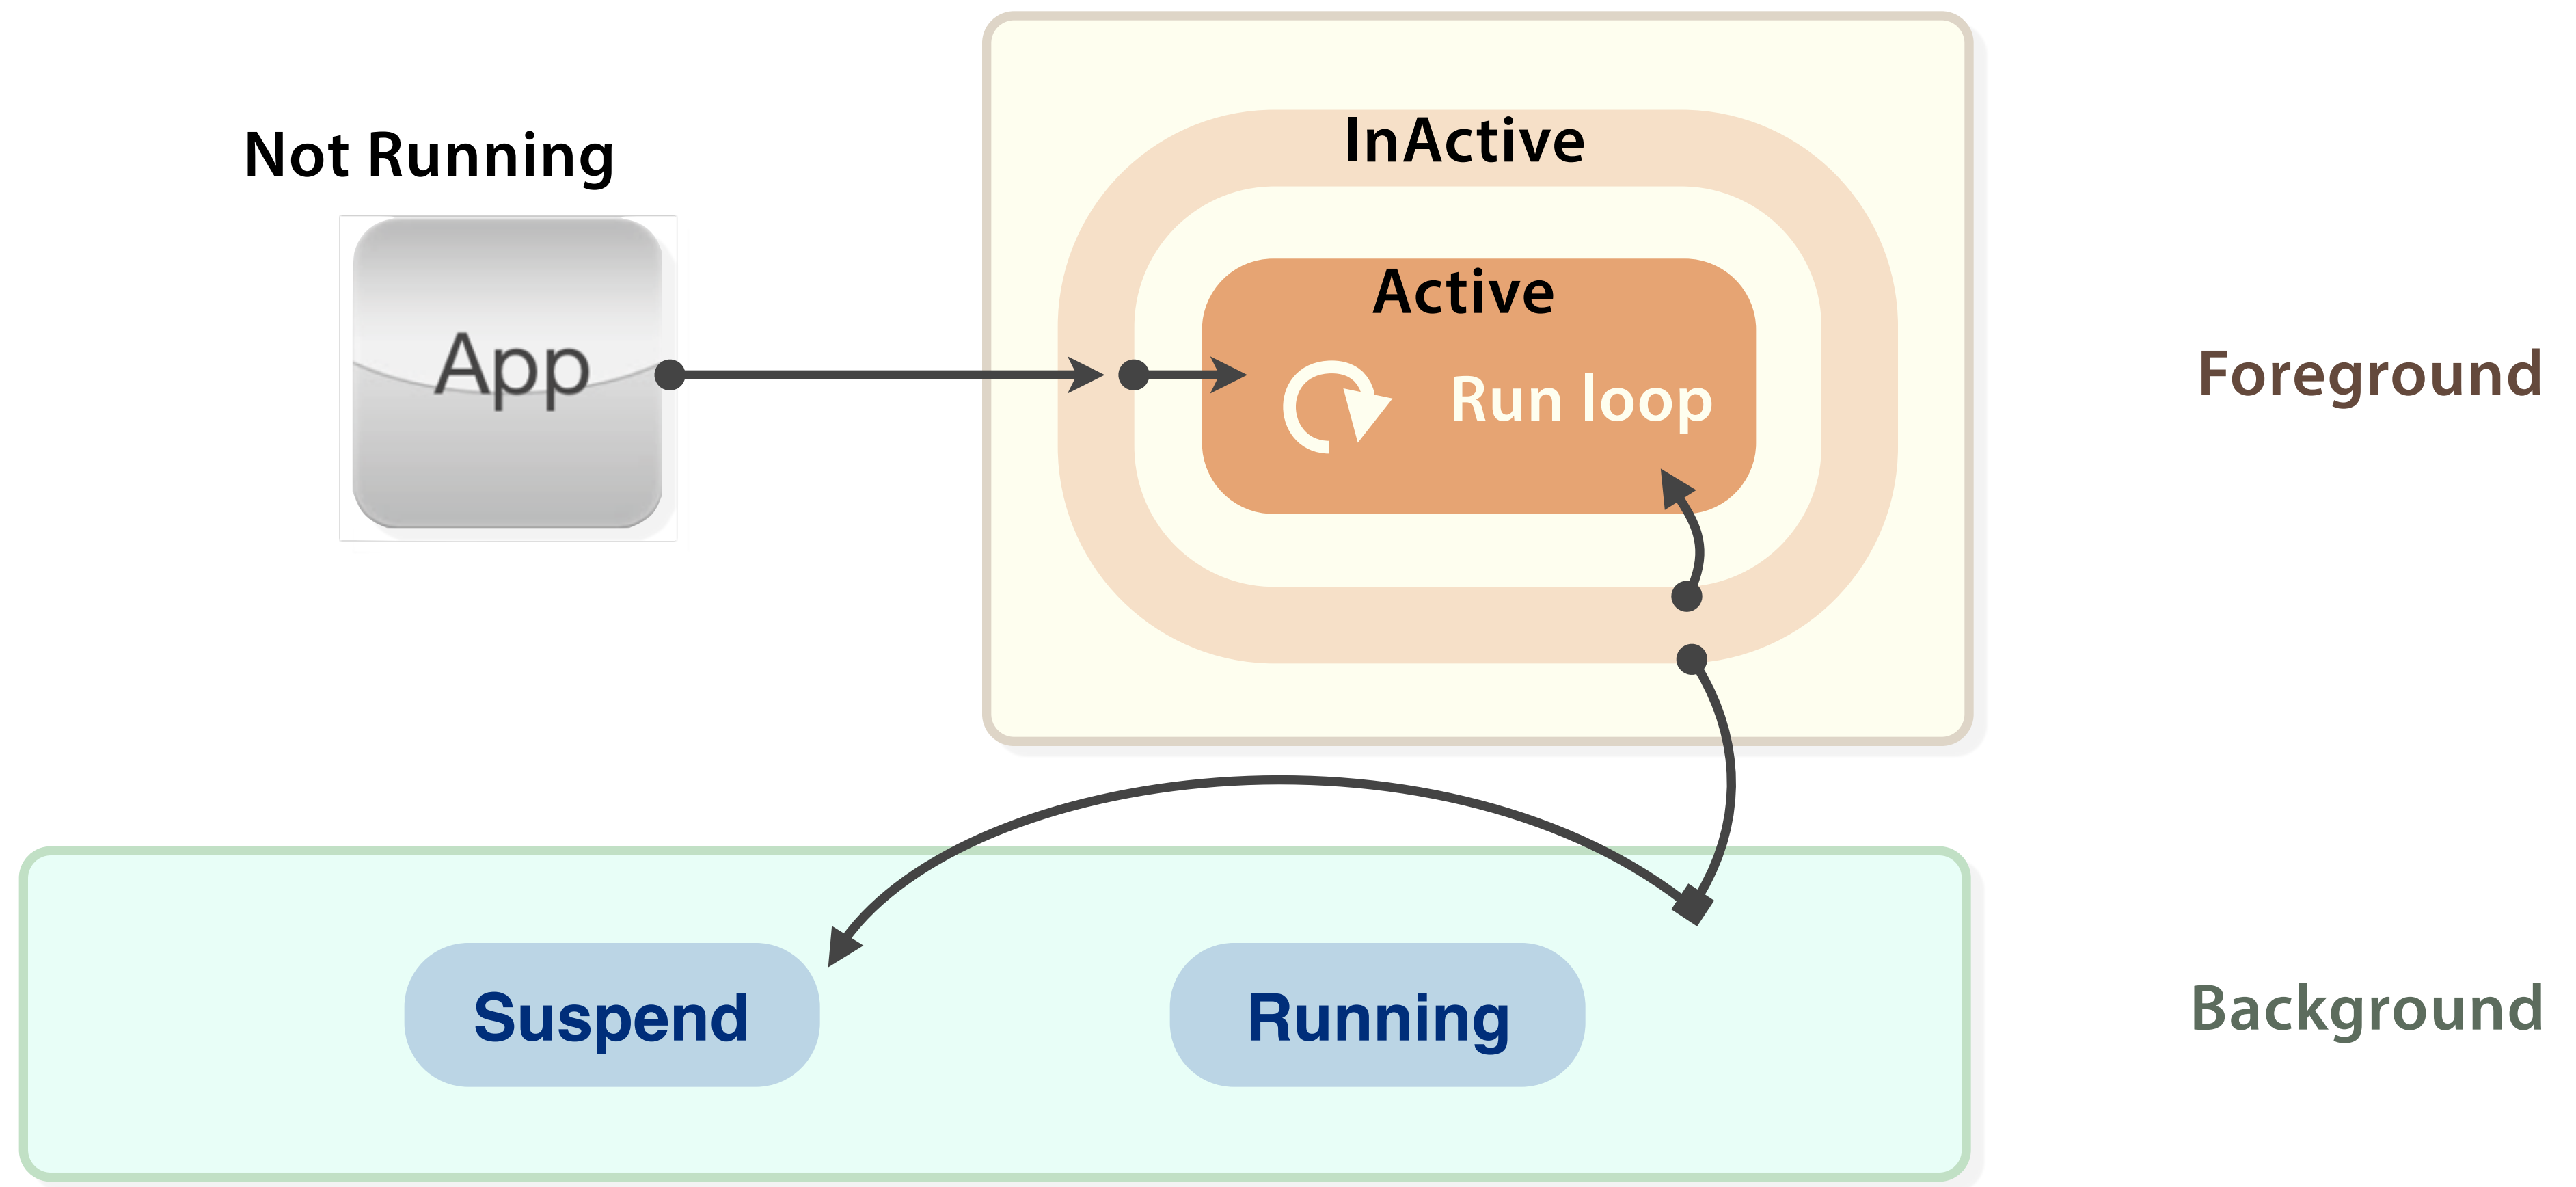 Not Running
App
InActive
Active
Run loop
Foreground
Suspend
Running
Background